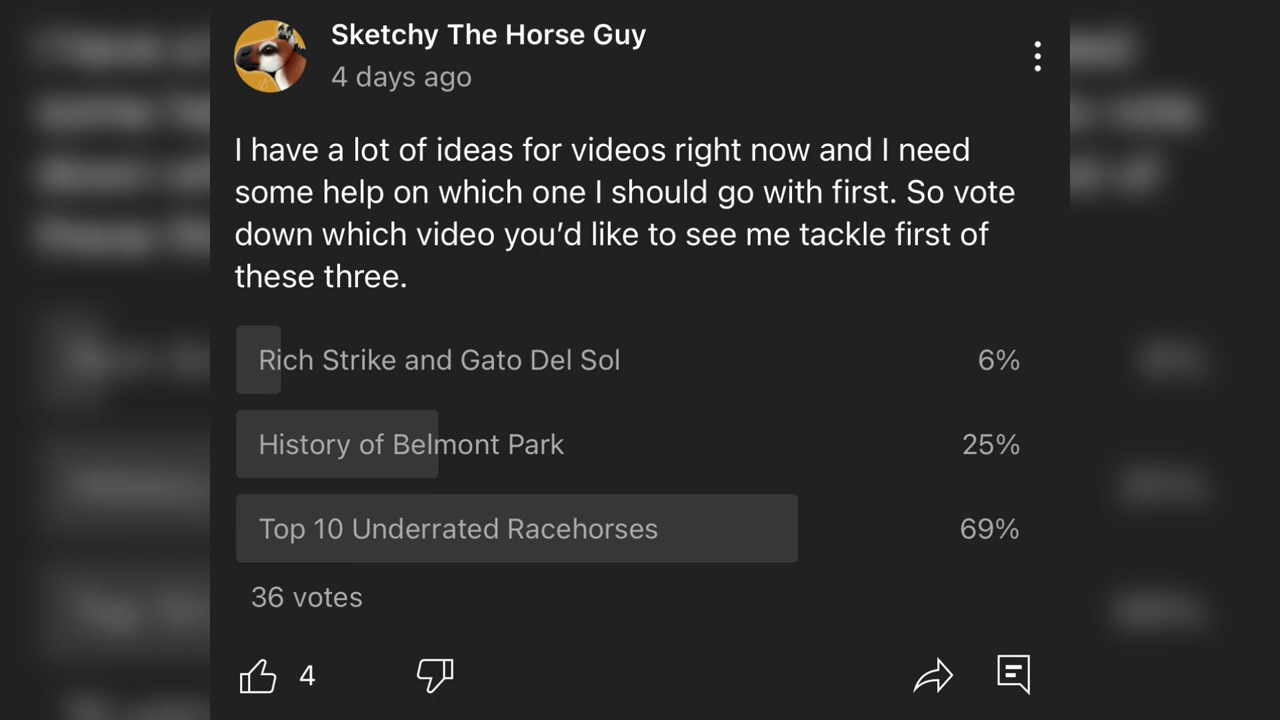 Sketchy The Horse Guy
4 days ago
I have a lot of ideas for videos right now and I need
some help on which one I should go with first. So vote
down which video you’d like to see me tackle first of
these three.
Rich Strike and Gato Del Sol 6%
History of Belmont Park 25%
Top 10 Underrated Racehorses 69%
36 votes
4